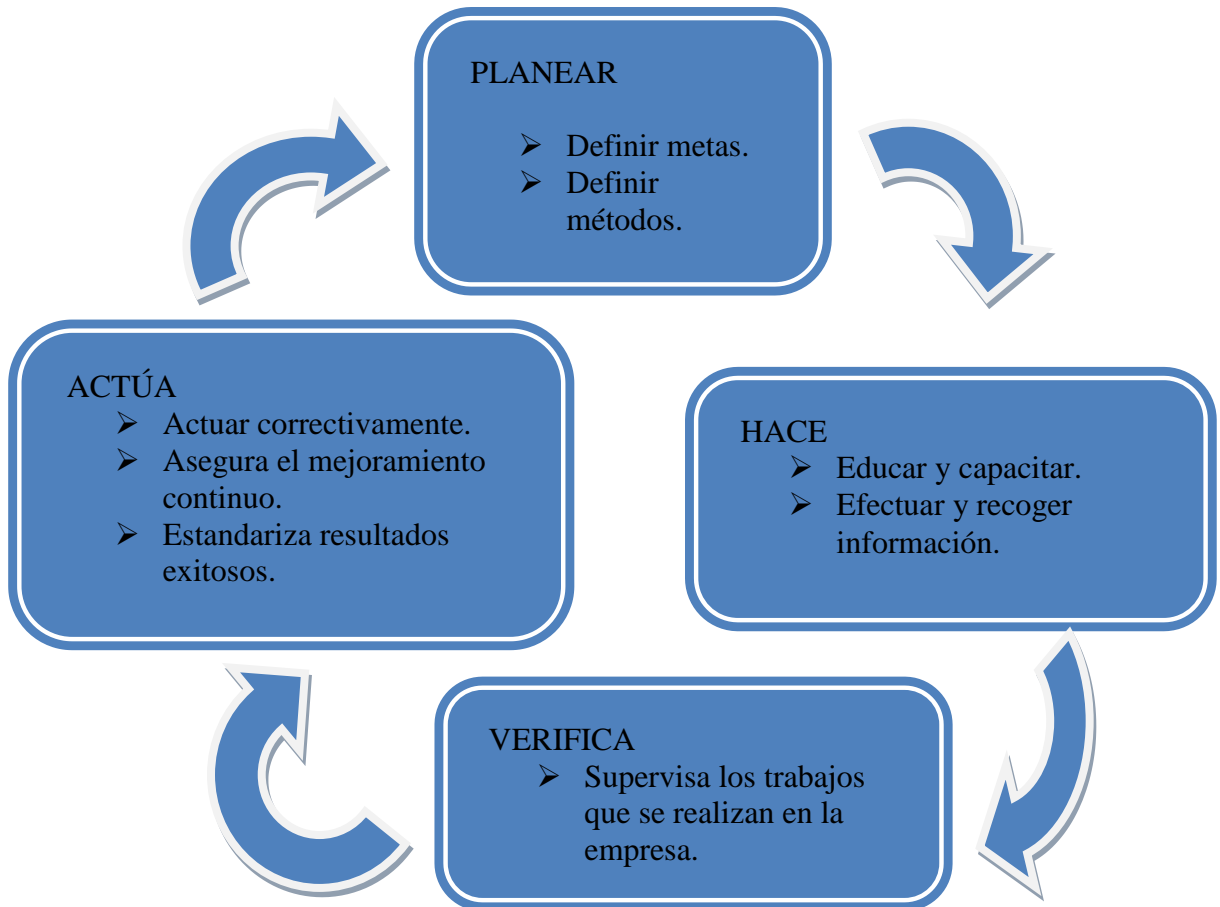 PLANEAR
➢ Definir metas.
➢ Definir
métodos.
HACE
➢ Educar y capacitar.
➢ Efectuar y recoger
información.
VERIFICA
➢ Supervisa los trabajos
que se realizan en la
empresa.
ACTÚA
➢ Actuar correctivamente.
➢ Asegura el mejoramiento
continuo.
➢ Estandariza resultados
exitosos.